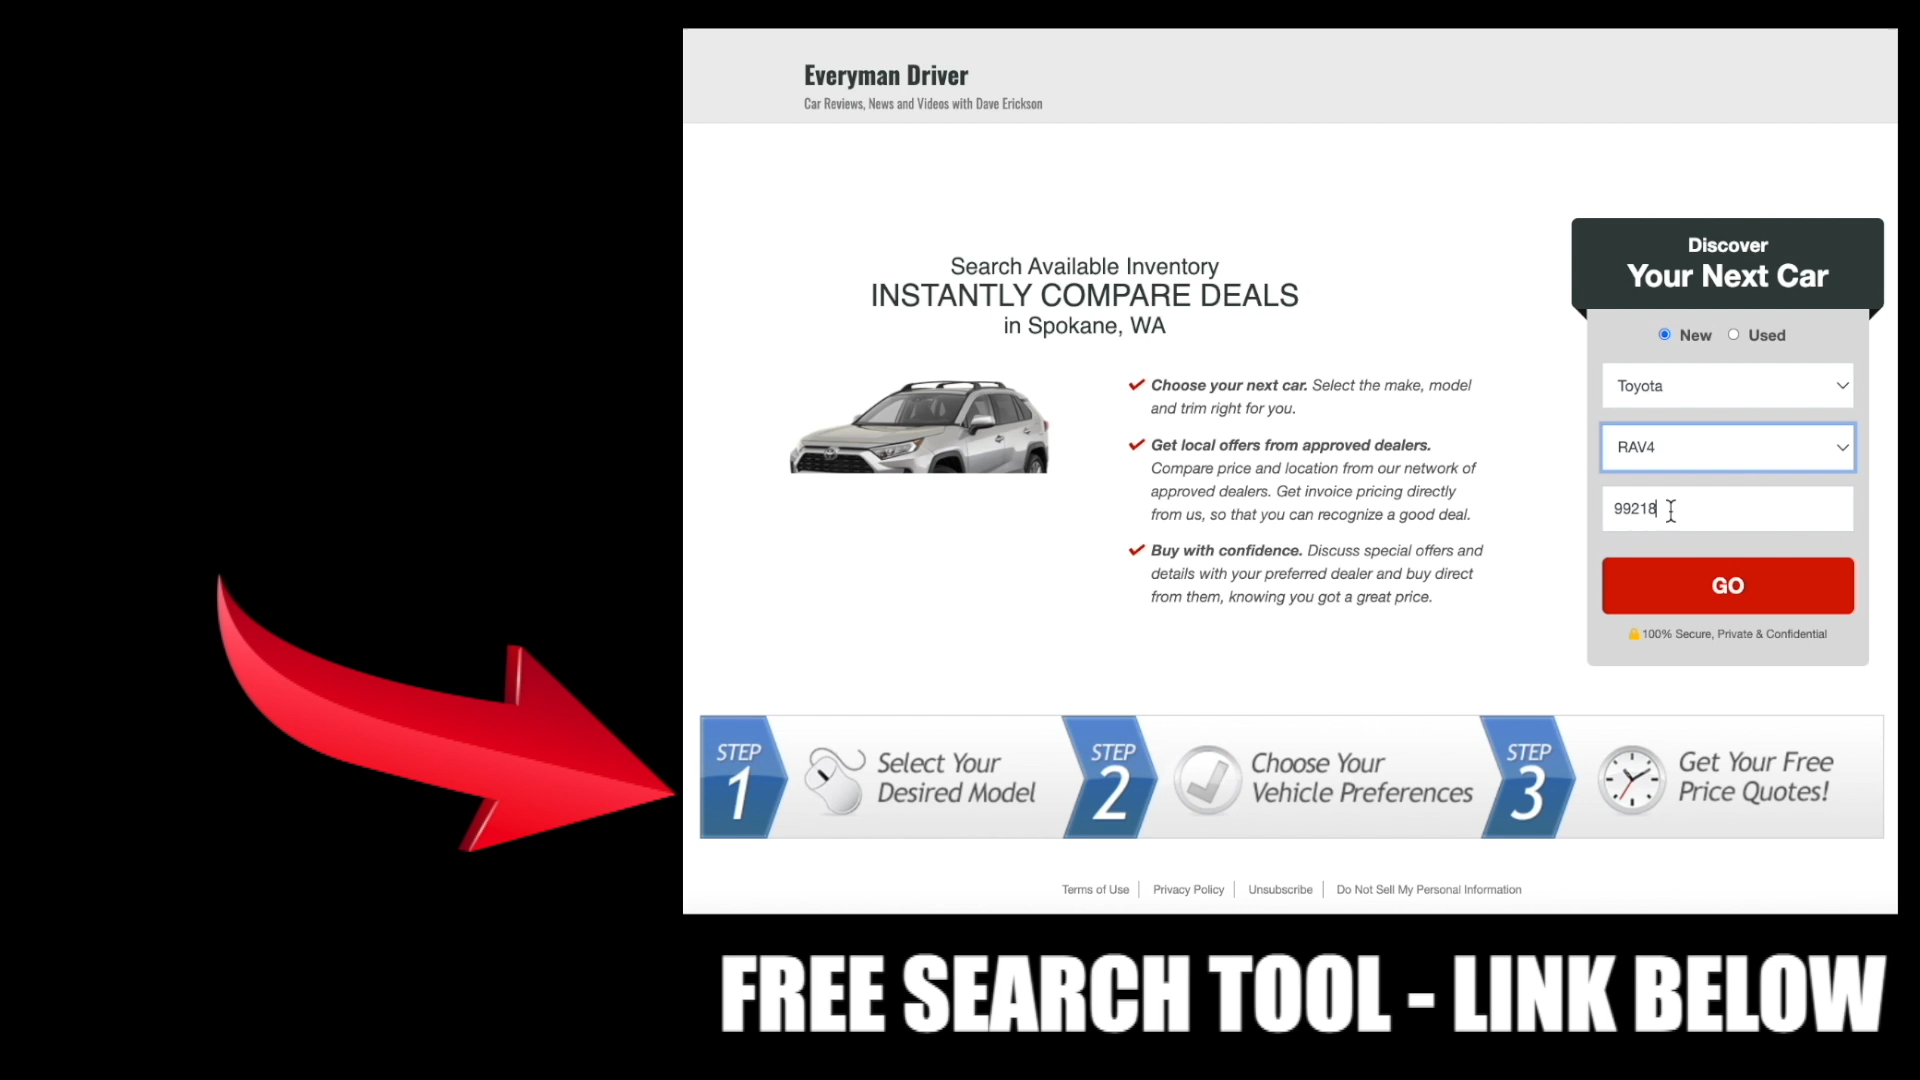 Everyman Driver
Car Reviews, News and Videos with Dave Erickson
Search Available Inventory
INSTANTLY COMPARE DEALS
in Spokane, WA
Choose your next car. Select the make, model
and trim right for you.
Get local offers from approved dealers.
Compare price and location from our network of
approved dealers. Get invoice pricing directly
from us, so that you can recognize a good deal.
Buy with confidence. Discuss special offers and
details with your preferred dealer and buy direct
from them, knowing you got a great price.
Discover
Your Next Car
New Used
Toyota
RAV4
99218
GO
100% Secure, Private & Confidential
STEP
1
Select Your
Desired Model
STEP
2
Choose Your
Vehicle Preferences
STEP
3
Get Your Free
Price Quotes!
Terms of Use | Privacy Policy | Unsubscribe | Do Not Sell My Personal Information
FREE SEARCH TOOL - LINK BELOW